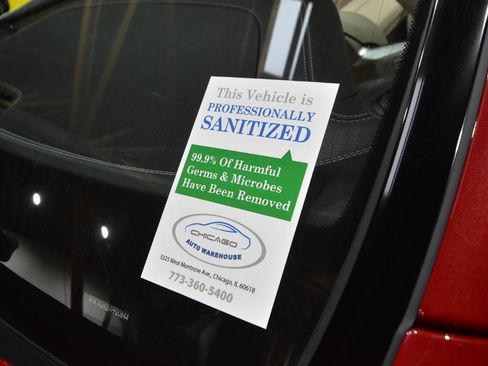 This Vehicle is
PROFESSIONALLY
SANITIZED
99.9% Of Harmful
Germs & Microbes
Have Been Removed
CHICAGO
AUTO WAREHOUSE
3325 West Montrose Ave, Chicago, IL 60618
773-360-5400